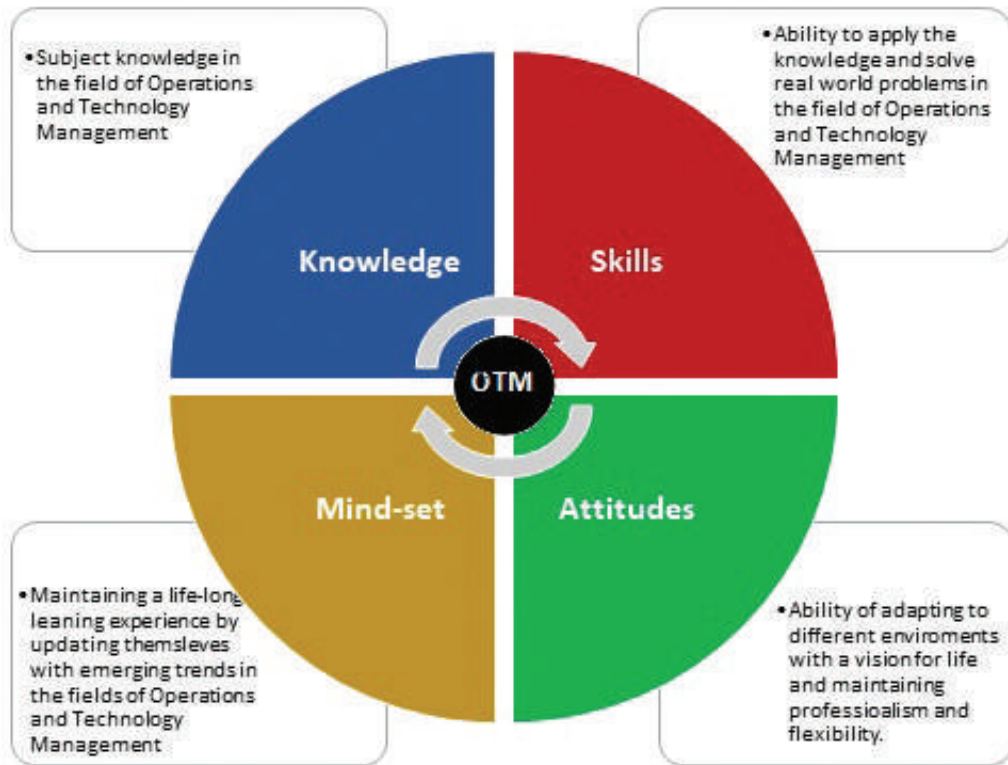 •Subject knowledge in
the field of Operations
and Technology
Management
•Ability to apply the
knowledge and solve
real world problems in
the field of Operations
and Technology
Management
Knowledge
Skills
OTM
Mind-set
Attitudes
•Maintaining a life-long
leaning experience by
updating themsleves
with emerging trends in
the fields of Operations
and Technology
Management
•Ability of adapting to
different enviroments
with a vision for life
and maintaining
professioalism and
flexibility.